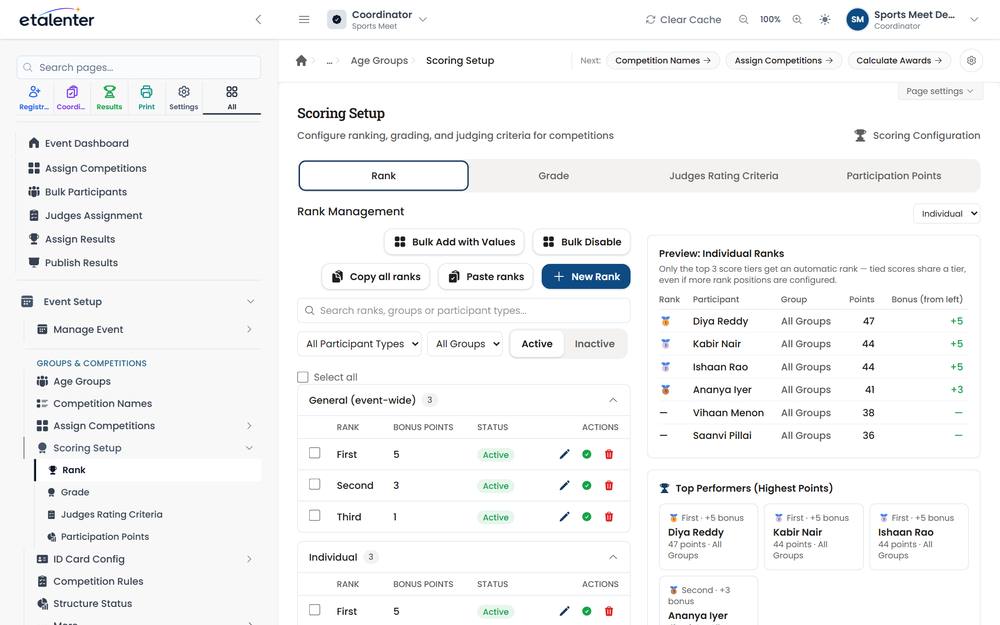 etalenter
Coordinator
Sports Meet
Clear Cache
100%
SM
Sports Meet De...
Coordinator
Search pages...
Registr...
Coordi...
Results
Print
Settings
All
Event Dashboard
Assign Competitions
Bulk Participants
Judges Assignment
Assign Results
Publish Results
Event Setup
Manage Event
GROUPS & COMPETITIONS
Age Groups
Competition Names
Assign Competitions
Scoring Setup
Rank
Grade
Judges Rating Criteria
Participation Points
ID Card Config
Competition Rules
Structure Status
... Age Groups Scoring Setup
Next: Competition Names → Assign Competitions → Calculate Awards →
Page settings
Scoring Setup
Configure ranking, grading, and judging criteria for competitions
Scoring Configuration
Rank Grade Judges Rating Criteria Participation Points
Rank Management
Individual
Bulk Add with Values
Bulk Disable
Copy all ranks
Paste ranks
New Rank
Search ranks, groups or participant types...
All Participant Types
All Groups
Active
Inactive
Select all
General (event-wide) 3
RANK BONUS POINTS STATUS ACTIONS
First 5 Active
Second 3 Active
Third 1 Active
Individual 3
RANK BONUS POINTS STATUS ACTIONS
First 5 Active
Preview: Individual Ranks
Only the top 3 score tiers get an automatic rank — tied scores share a tier,
even if more rank positions are configured.
Rank Participant Group Points Bonus (from left)
Diya Reddy All Groups 47 +5
Kabir Nair All Groups 44 +5
Ishaan Rao All Groups 44 +5
Ananya Iyer All Groups 41 +3
— Vihaan Menon All Groups 38 —
— Saanvi Pillai All Groups 36 —
Top Performers (Highest Points)
First · +5 bonus
Diya Reddy
47 points · All
Groups
First · +5 bonus
Kabir Nair
44 points · All
Groups
First · +5 bonus
Ishaan Rao
44 points · All
Groups
Second · +3
bonus
Ananya Iyer